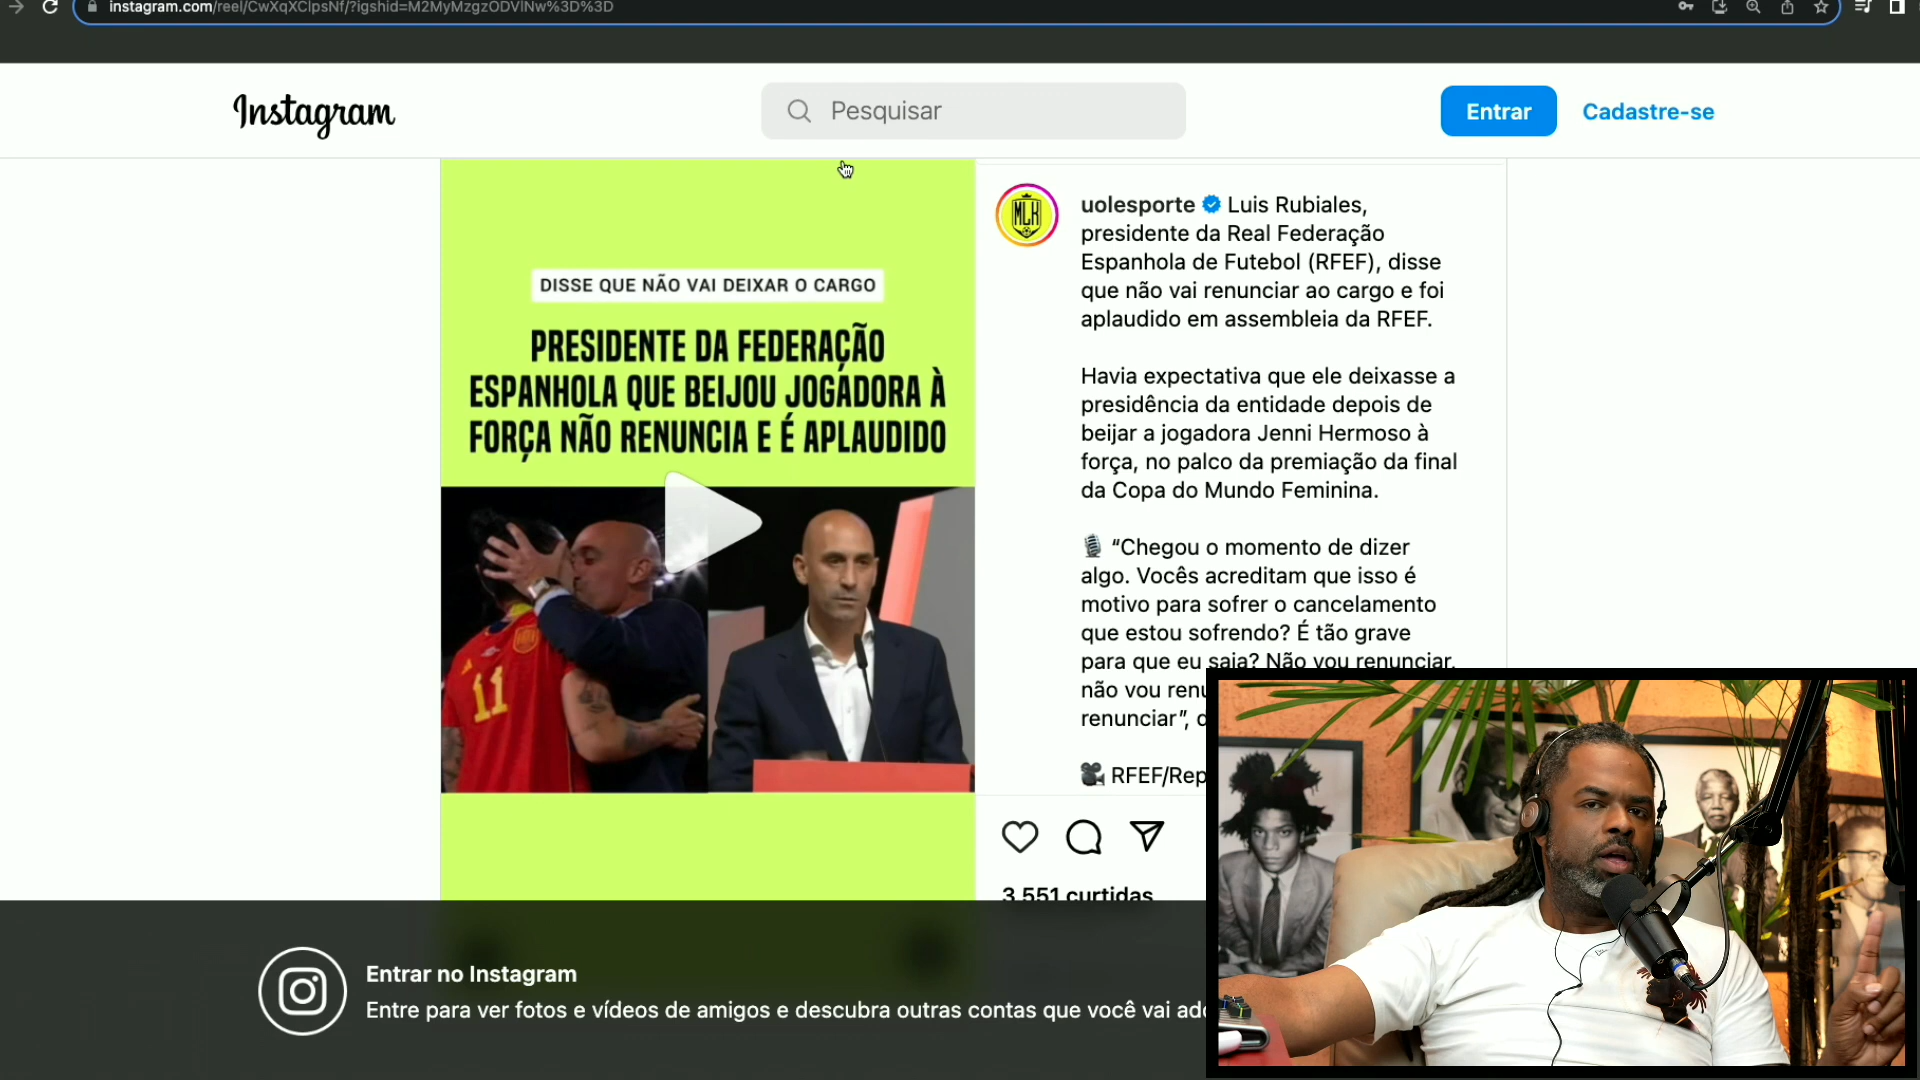 instagram.com/reel/CwXqXClpsNf/?igshid=M2MyMzgzODVlNw%3D%3D
Instagram
Pesquisar
Entrar
Cadastre-se
DISSE QUE NÃO VAI DEIXAR O CARGO
PRESIDENTE DA FEDERAÇÃO
ESPANHOLA QUE BEIJOU JOGADORA À
FORÇA NÃO RENUNCIA E É APLAUDIDO
11
MLK
uolesporte Luis Rubiales,
presidente da Real Federação
Espanhola de Futebol (RFEF), disse
que não vai renunciar ao cargo e foi
aplaudido em assembleia da RFEF.
Havia expectativa que ele deixasse a
presidência da entidade depois de
beijar a jogadora Jenni Hermoso à
força, no palco da premiação da final
da Copa do Mundo Feminina.
🎙️ “Chegou o momento de dizer
algo. Vocês acreditam que isso é
motivo para sofrer o cancelamento
que estou sofrendo? É tão grave
para que eu saia? Não vou renunciar,
não vou renu
renunciar”, d
🎥 RFEF/Rep
3.551 curtidas
Entrar no Instagram
Entre para ver fotos e vídeos de amigos e descubra outras contas que você vai ado